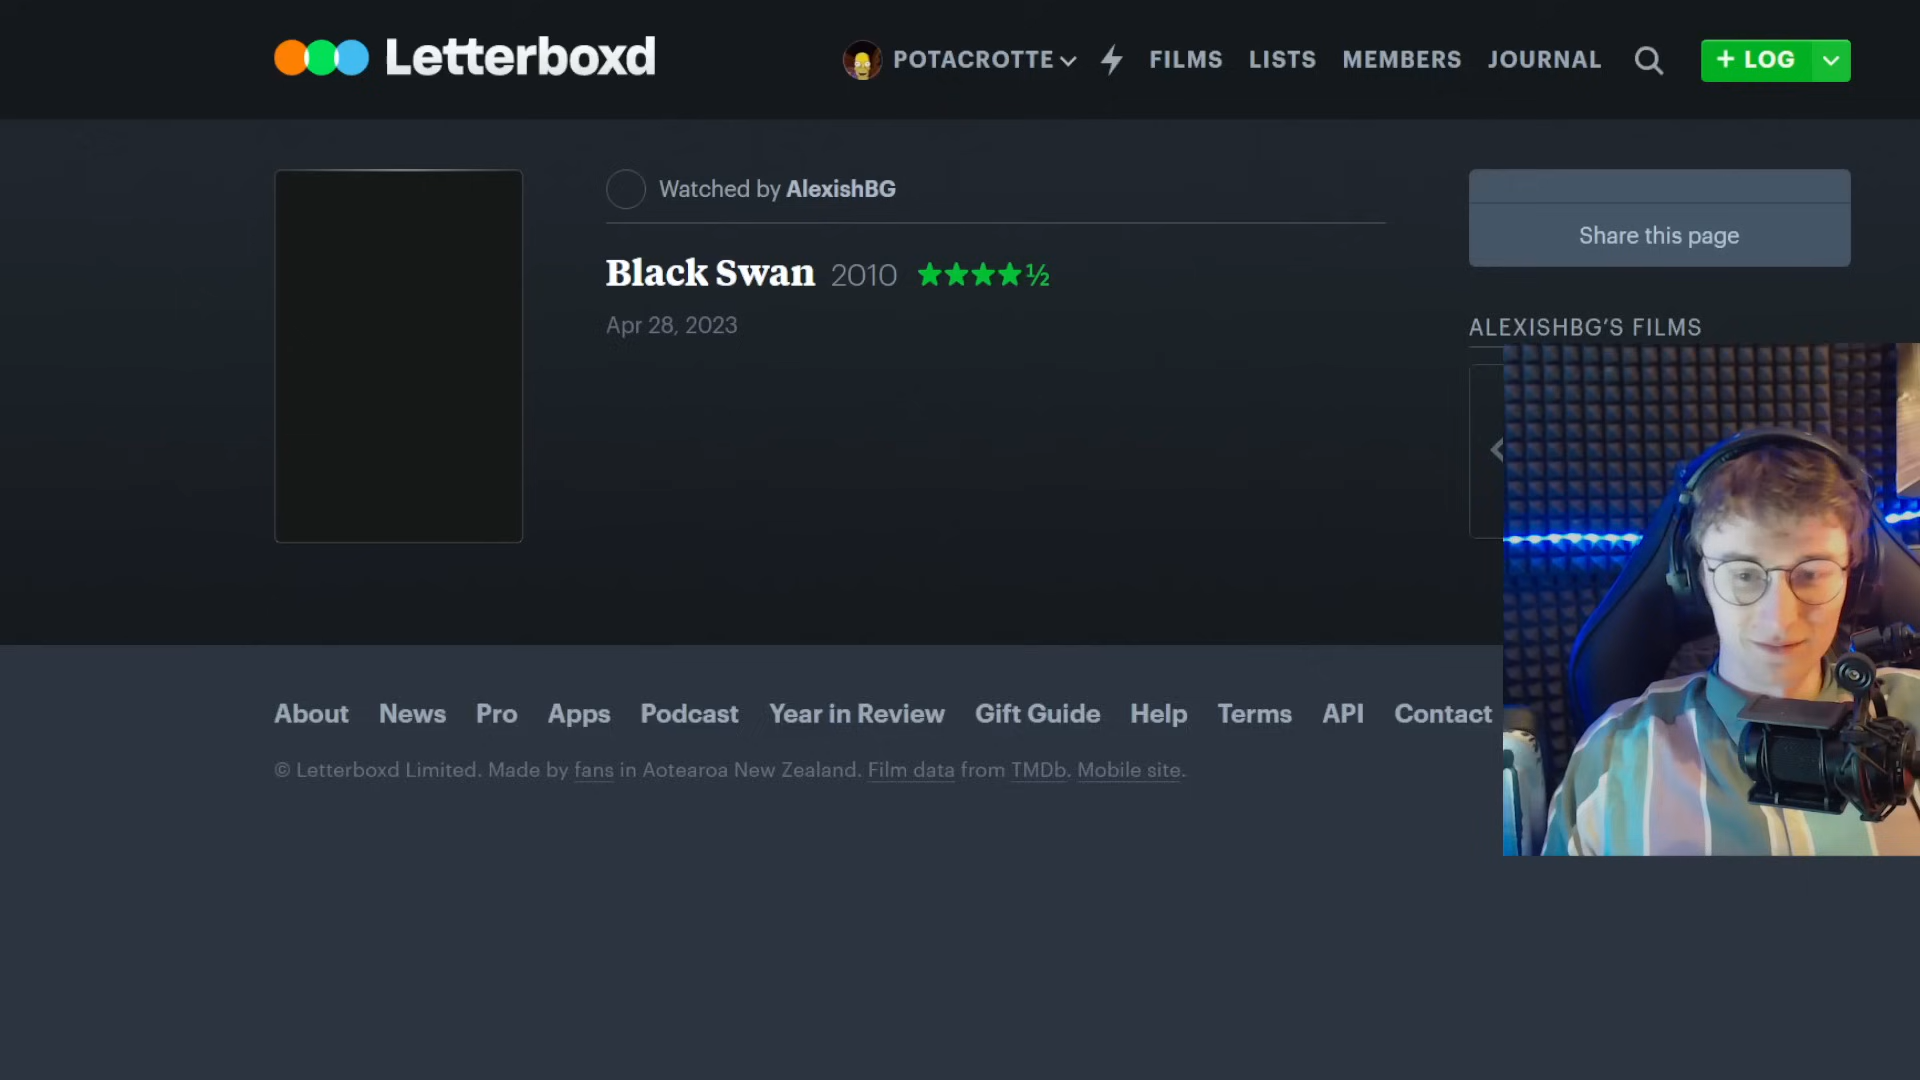 Letterboxd
POTACROTTE FILMS LISTS MEMBERS JOURNAL + LOG
Watched by AlexishBG
Share this page
Black Swan 2010 ★★★★½
Apr 28, 2023
ALEXISHBG'S FILMS
About News Pro Apps Podcast Year in Review Gift Guide Help Terms API Contact
© Letterboxd Limited. Made by fans in Aotearoa New Zealand. Film data from TMDb. Mobile site.